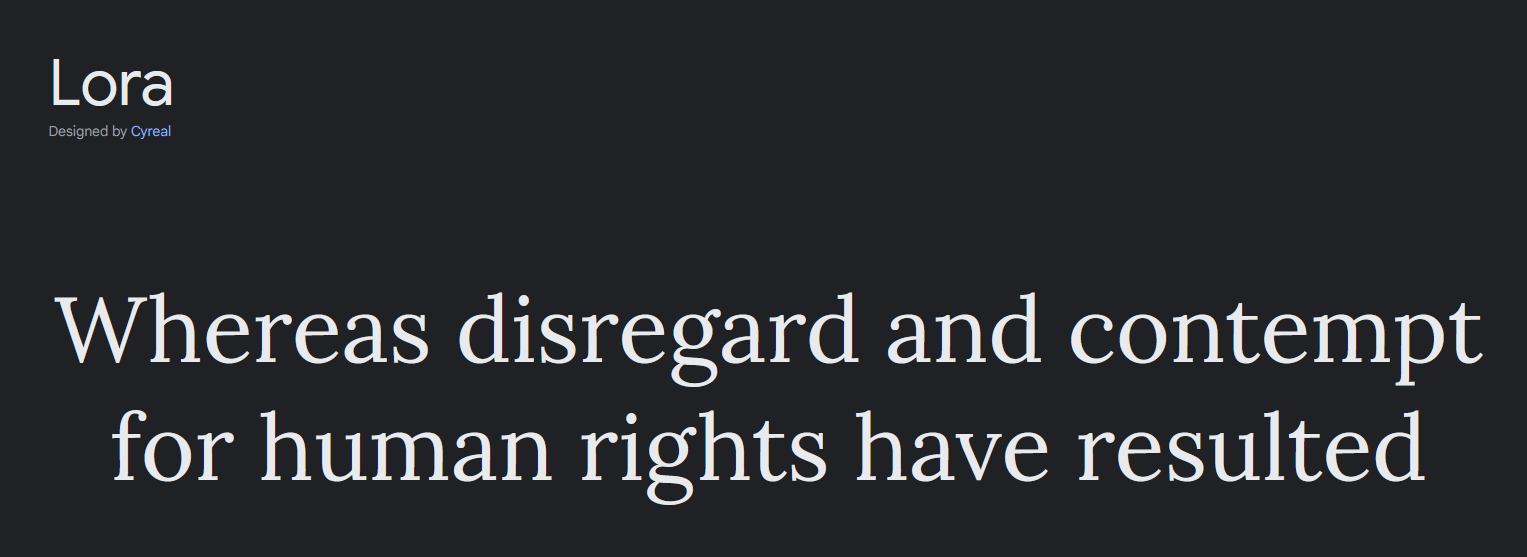 Lora
Designed by Cyreal
Whereas disregard and contempt
for human rights have resulted